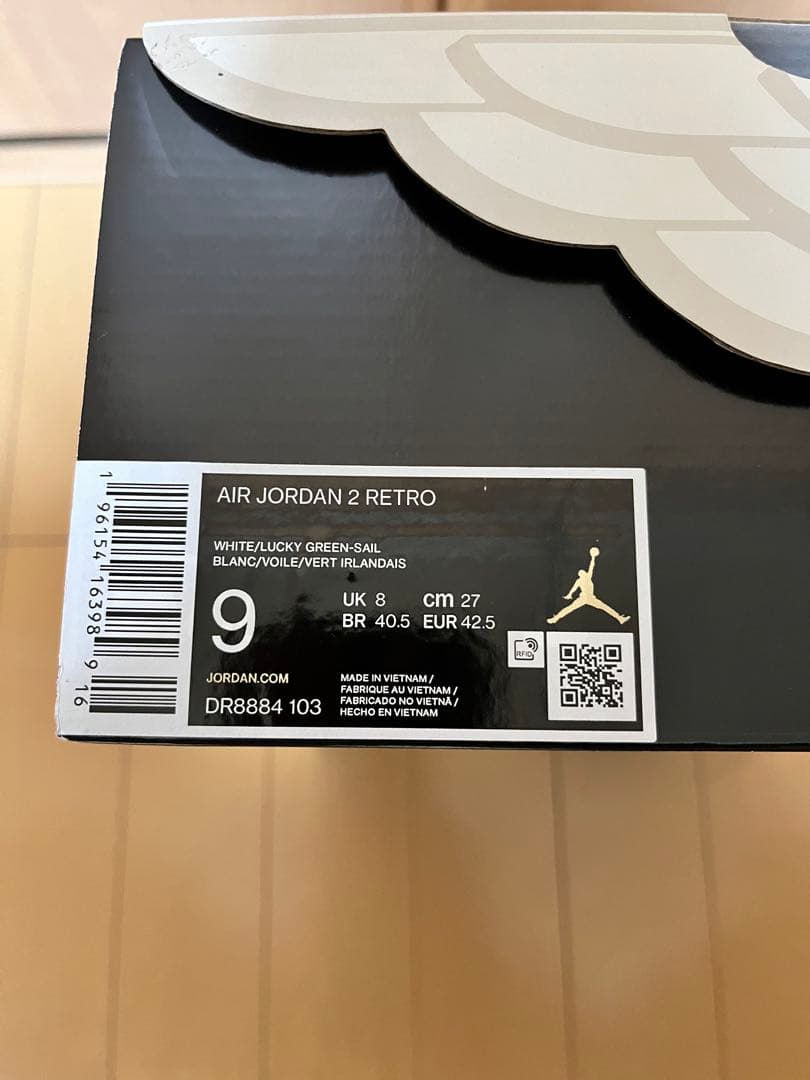 AIR JORDAN 2 RETRO
WHITE/LUCKY GREEN-SAIL
BLANC/VOILE/VERT IRLANDAIS
9
UK 8 cm 27
BR 40.5 EUR 42.5
RFID
JORDAN.COM
DR8884 103
MADE IN VIETNAM /
FABRIQUE AU VIETNAM /
FABRICADO NO VIETNÃ /
HECHO EN VIETNAM
1 96154 16398 9 16